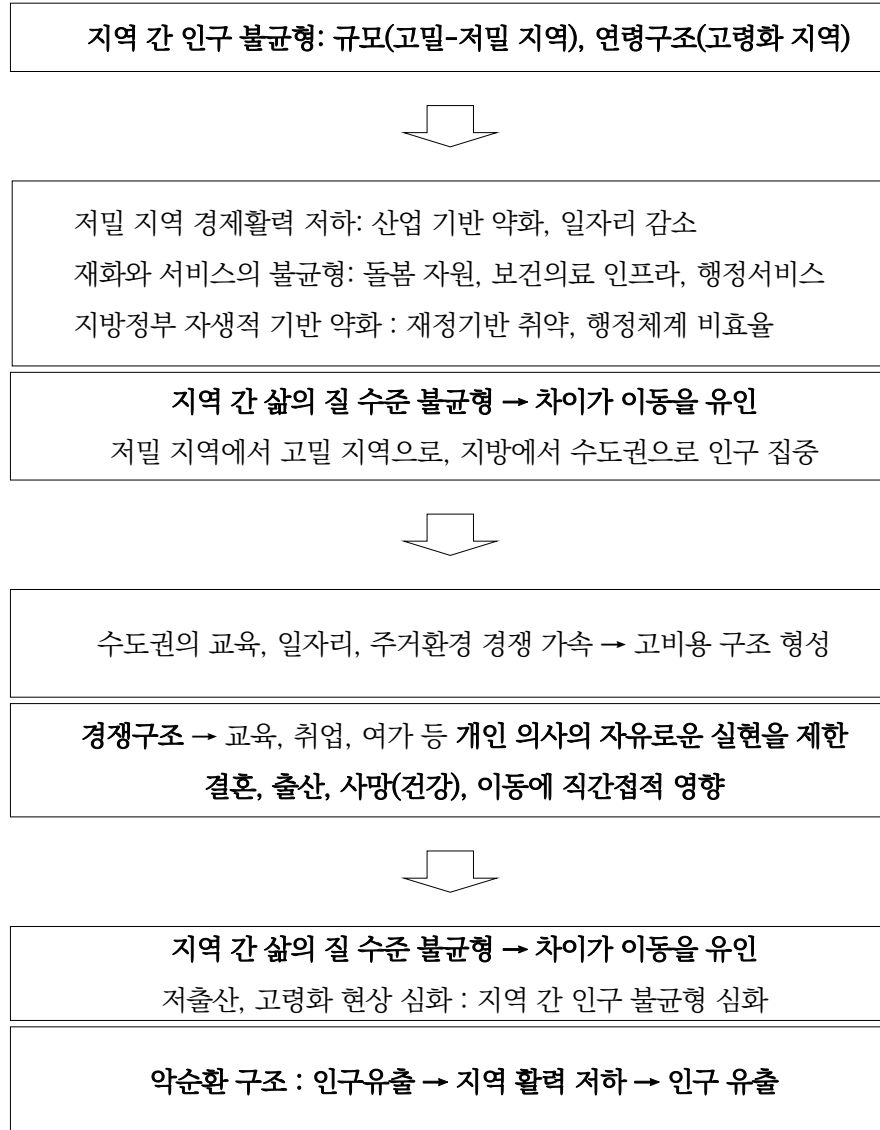 지역 간 인구 불균형: 규모(고밀-저밀 지역), 연령구조(고령화 지역)
저밀 지역 경제활력 저하: 산업 기반 약화, 일자리 감소
재화와 서비스의 불균형: 돌봄 자원, 보건의료 인프라, 행정서비스
지방정부 자생적 기반 약화 : 재정기반 취약, 행정체계 비효율
지역 간 삶의 질 수준 불균형 → 차이가 이동을 유인
저밀 지역에서 고밀 지역으로, 지방에서 수도권으로 인구 집중
수도권의 교육, 일자리, 주거환경 경쟁 가속 → 고비용 구조 형성
경쟁구조 → 교육, 취업, 여가 등 개인 의사의 자유로운 실현을 제한
결혼, 출산, 사망(건강), 이동에 직간접적 영향
지역 간 삶의 질 수준 불균형 → 차이가 이동을 유인
저출산, 고령화 현상 심화 : 지역 간 인구 불균형 심화
악순환 구조 : 인구유출 → 지역 활력 저하 → 인구 유출